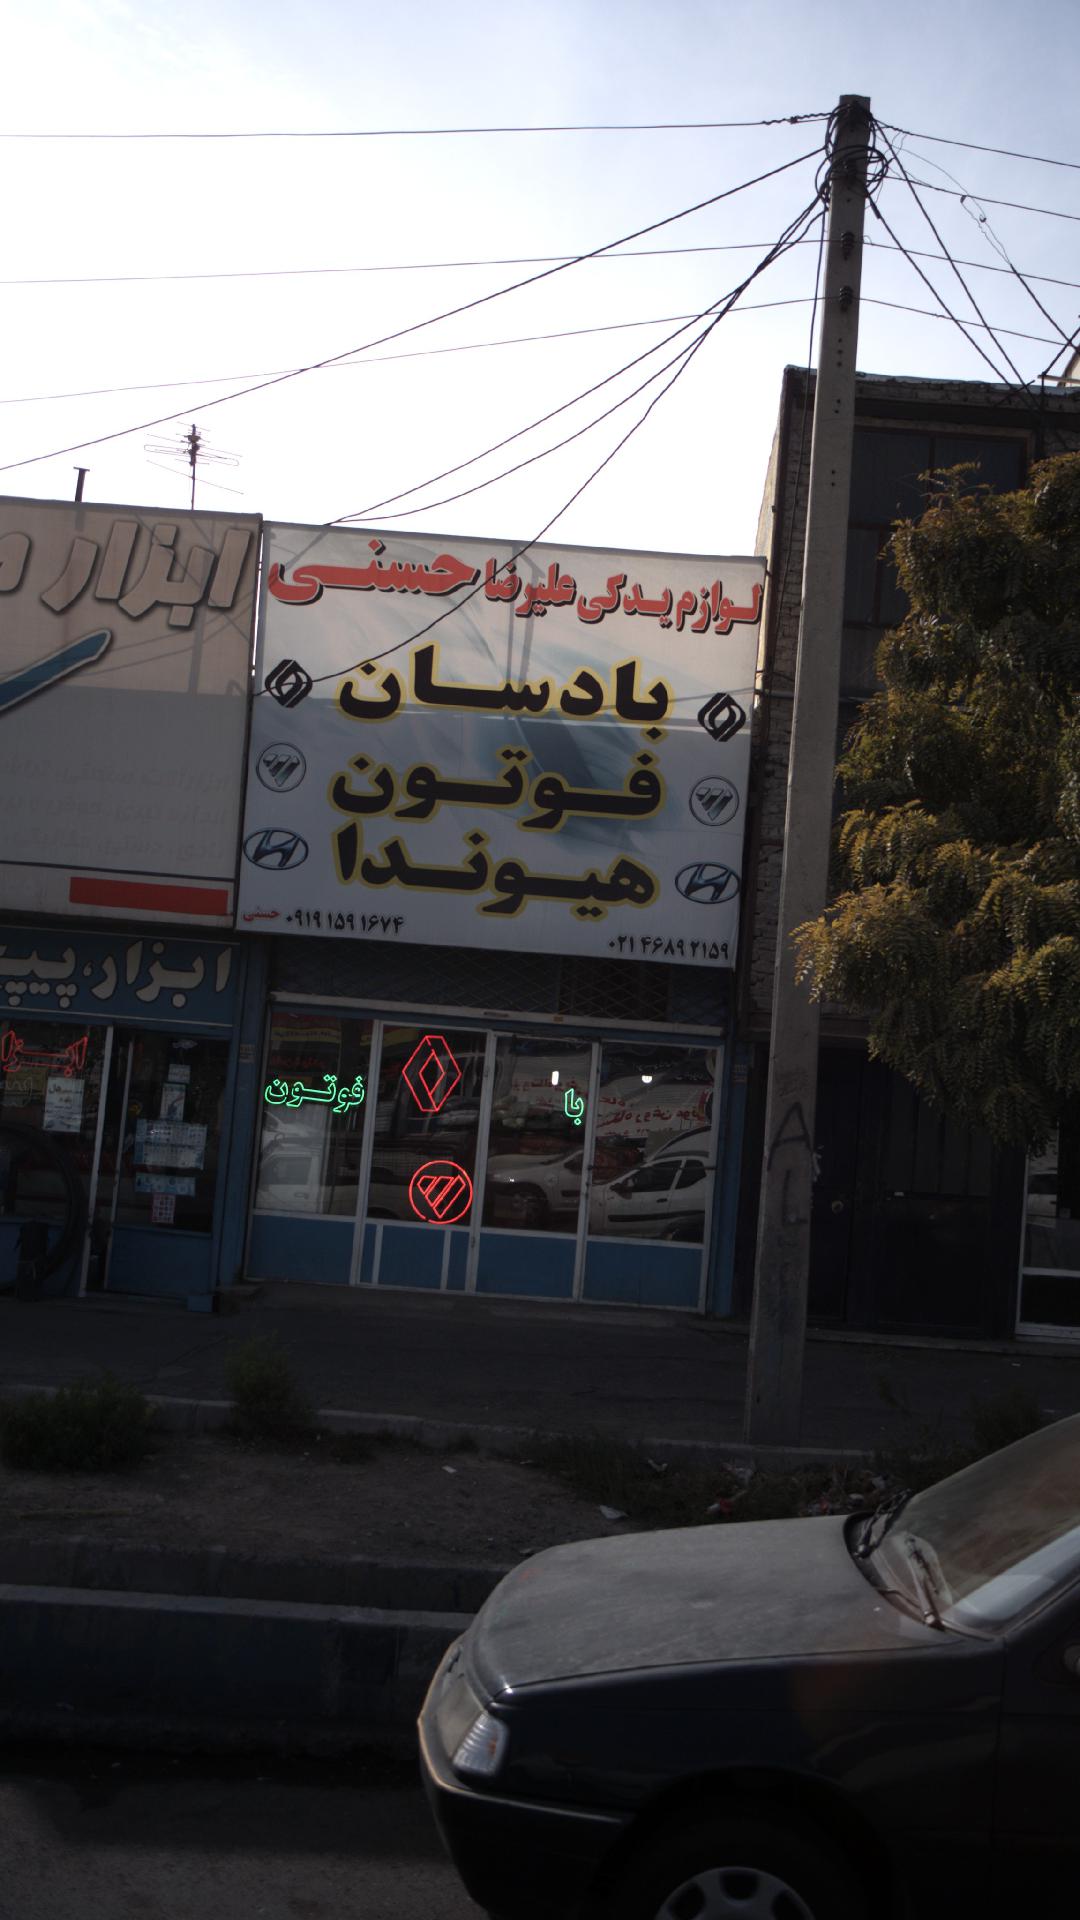 لوازم یدکی علیرضا حسنی
بادسان
فوتون
هیوندا
۰۹۱۹ ۱۵۹ ۱۶۷۴ حسنی
۰۲۱ ۴۶۸۹ ۲۱۵۹
ابزار
ابزار، پیچ
ابزا
فوتون
با